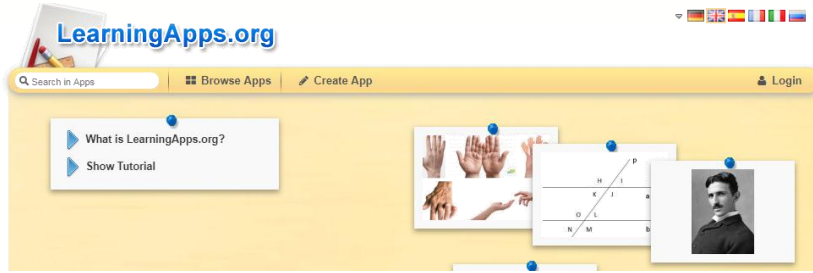 LearningApps.org
Search in Apps
Browse Apps
Create App
Login
What is LearningApps.org?
Show Tutorial
p
H I
K J a
O L
N M b